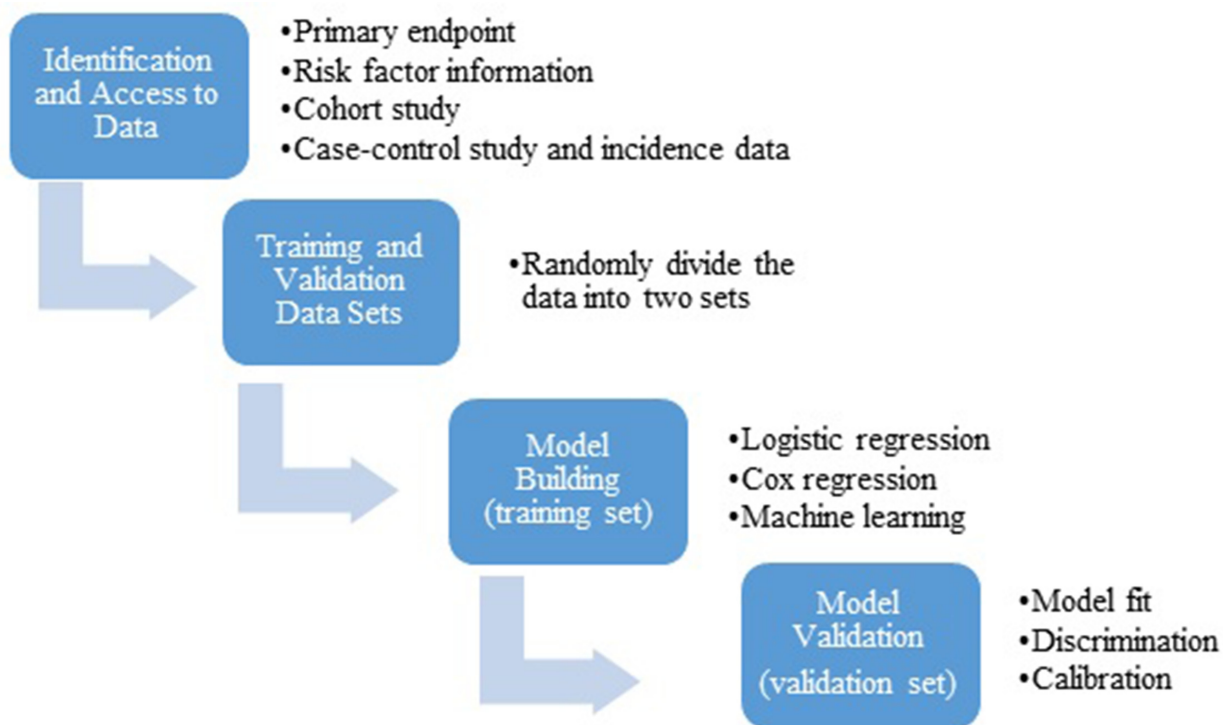 Identification
and Access to
Data
•Primary endpoint
•Risk factor information
•Cohort study
•Case-control study and incidence data
Training and
Validation
Data Sets
•Randomly divide the
data into two sets
Model
Building
(training set)
•Logistic regression
•Cox regression
•Machine learning
Model
Validation
(validation set)
•Model fit
•Discrimination
•Calibration